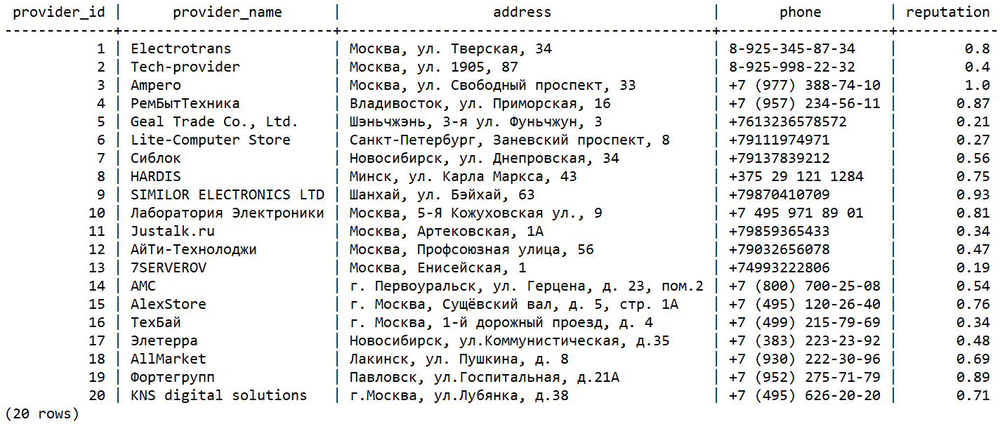 provider_id | provider_name | address | phone | reputation
-------------+-------------------------+--------------------------------------------+----------------------+------------
1 | Electrotrans | Москва, ул. Тверская, 34 | 8-925-345-87-34 | 0.8
2 | Tech-provider | Москва, ул. 1905, 87 | 8-925-998-22-32 | 0.4
3 | Ampero | Москва, ул. Свободный проспект, 33 | +7 (977) 388-74-10 | 1.0
4 | РемБытТехника | Владивосток, ул. Приморская, 16 | +7 (957) 234-56-11 | 0.87
5 | Geal Trade Co., Ltd. | Шэньчжэнь, 3-я ул. Фуньчжун, 3 | +7613236578572 | 0.21
6 | Lite-Computer Store | Санкт-Петербург, Заневский проспект, 8 | +79111974971 | 0.27
7 | Сиблок | Новосибирск, ул. Днепровская, 34 | +79137839212 | 0.56
8 | HARDIS | Минск, ул. Карла Маркса, 43 | +375 29 121 1284 | 0.75
9 | SIMILOR ELECTRONICS LTD | Шанхай, ул. Бэйхай, 63 | +79870410709 | 0.93
10 | Лаборатория Электроники | Москва, 5-Я Кожуховская ул., 9 | +7 495 971 89 01 | 0.81
11 | Justalk.ru | Москва, Артековская, 1А | +79859365433 | 0.34
12 | АйТи-Технолоджи | Москва, Профсоюзная улица, 56 | +79032656078 | 0.47
13 | 7SERVEROV | Москва, Енисейская, 1 | +74993222806 | 0.19
14 | АМС | г. Первоуральск, ул. Герцена, д. 23, пом.2 | +7 (800) 700-25-08 | 0.54
15 | AlexStore | г. Москва, Сущёвский вал, д. 5, стр. 1А | +7 (495) 120-26-40 | 0.76
16 | ТехБай | г. Москва, 1-й дорожный проезд, д. 4 | +7 (499) 215-79-69 | 0.34
17 | Элетерра | Новосибирск, ул.Коммунистическая, д.35 | +7 (383) 223-23-92 | 0.48
18 | AllMarket | Лакинск, ул. Пушкина, д. 8 | +7 (930) 222-30-96 | 0.69
19 | Фортегрупп | Павловск, ул.Госпитальная, д.21А | +7 (952) 275-71-79 | 0.89
20 | KNS digital solutions | г.Москва, ул.Лубянка, д.38 | +7 (495) 626-20-20 | 0.71
(20 rows)